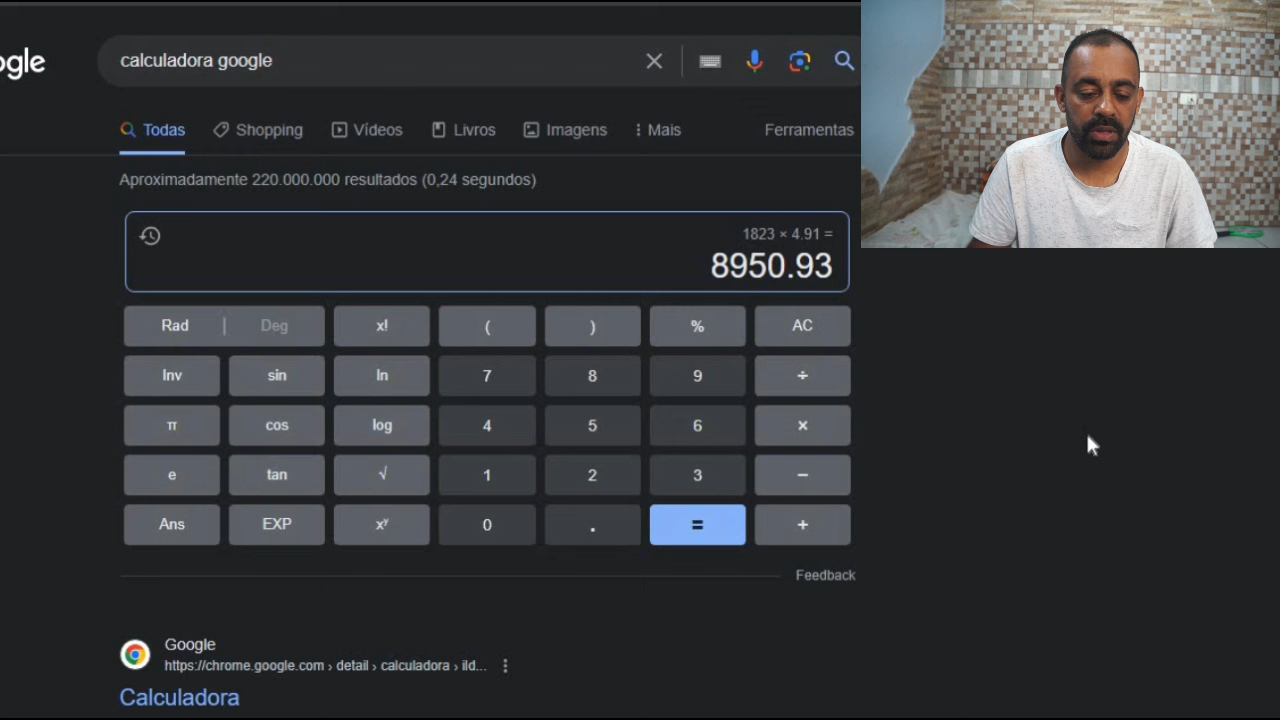 ogle
calculadora google
Todas Shopping Vídeos Livros Imagens Mais Ferramentas
Aproximadamente 220.000.000 resultados (0,24 segundos)
1823 × 4.91 =
8950.93
Rad | Deg x! ( ) % AC
Inv sin ln 7 8 9 ÷
π cos log 4 5 6 ×
e tan √ 1 2 3 −
Ans EXP xʸ 0 . = +
Feedback
Google
https://chrome.google.com › detail › calculadora › ild...
Calculadora